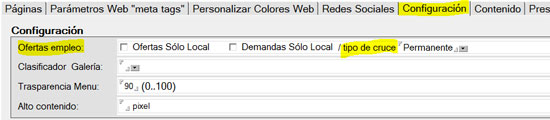 Páginas Parámetros Web "meta tags" Personalizar Colores Web Redes Sociales Configuración Contenido Pres
Configuración
Ofertas empleo: Ofertas Sólo Local Demandas Sólo Local / tipo de cruce Permanente
Clasificador Galería:
Trasparencia Menu: 90 (0..100)
Alto contenido: pixel